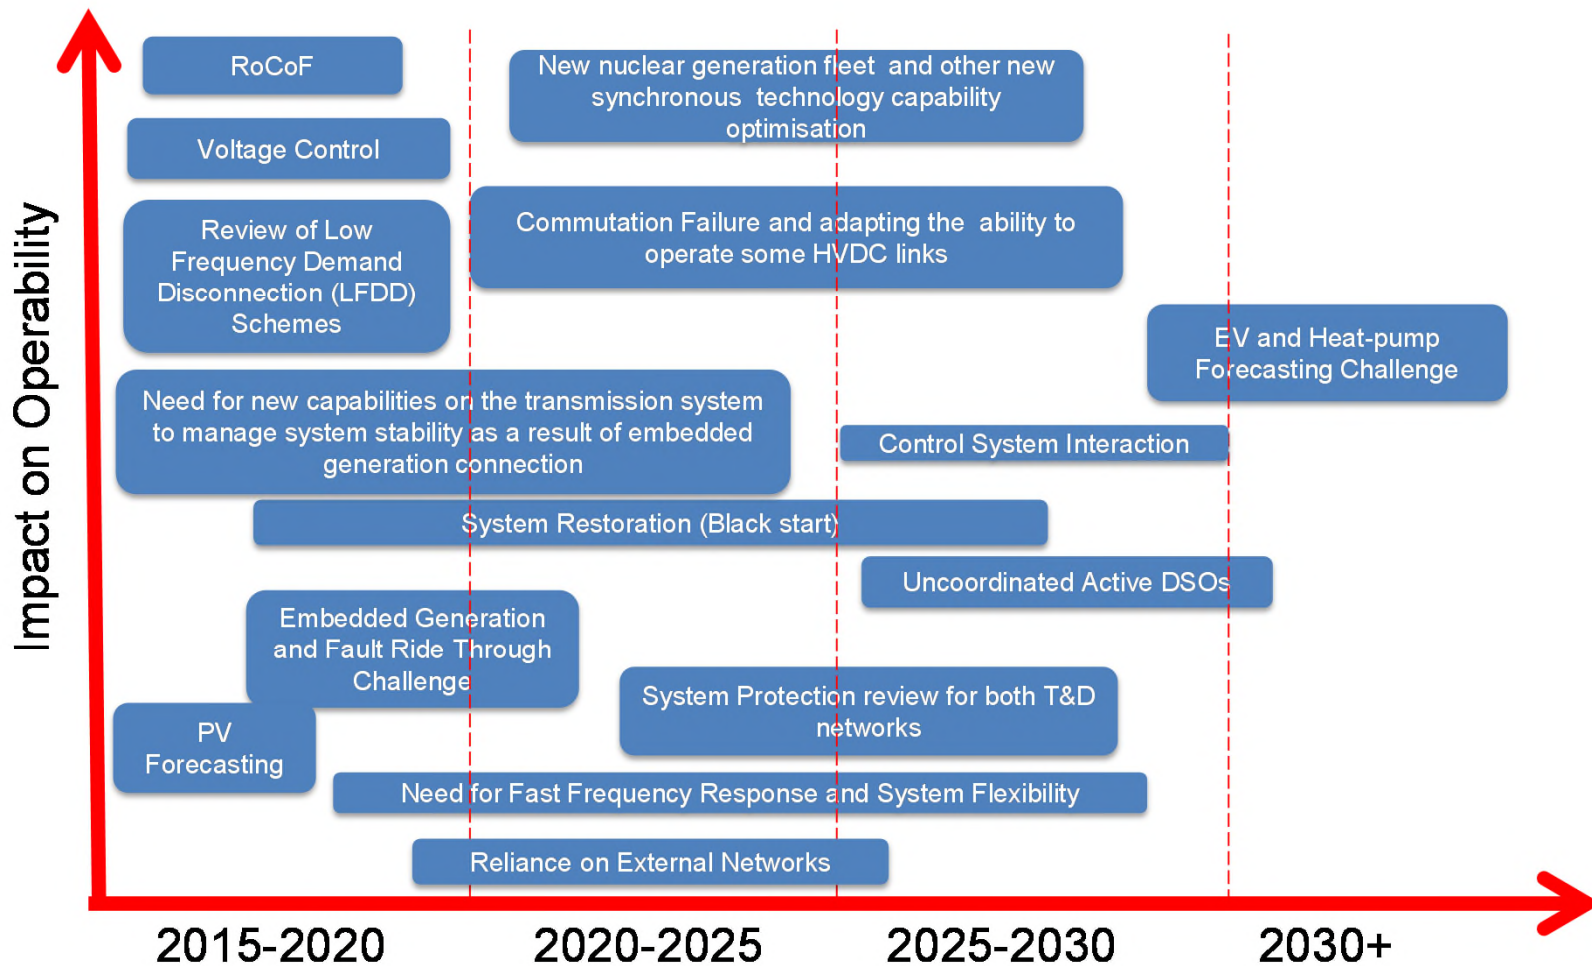 RoCoF
New nuclear generation fleet and other new
synchronous technology capability
optimisation
Voltage Control
Commutation Failure and adapting the ability to
operate some HVDC links
Review of Low
Frequency Demand
Disconnection (LFDD)
Schemes
EV and Heat-pump
Forecasting Challenge
Need for new capabilities on the transmission system
to manage system stability as a result of embedded
generation connection
Control System Interaction
System Restoration (Black start)
Uncoordinated Active DSOs
Embedded Generation
and Fault Ride Through
Challenge
System Protection review for both T&D
networks
PV
Forecasting
Need for Fast Frequency Response and System Flexibility
Reliance on External Networks
Impact on Operability
2015-2020
2020-2025
2025-2030
2030+